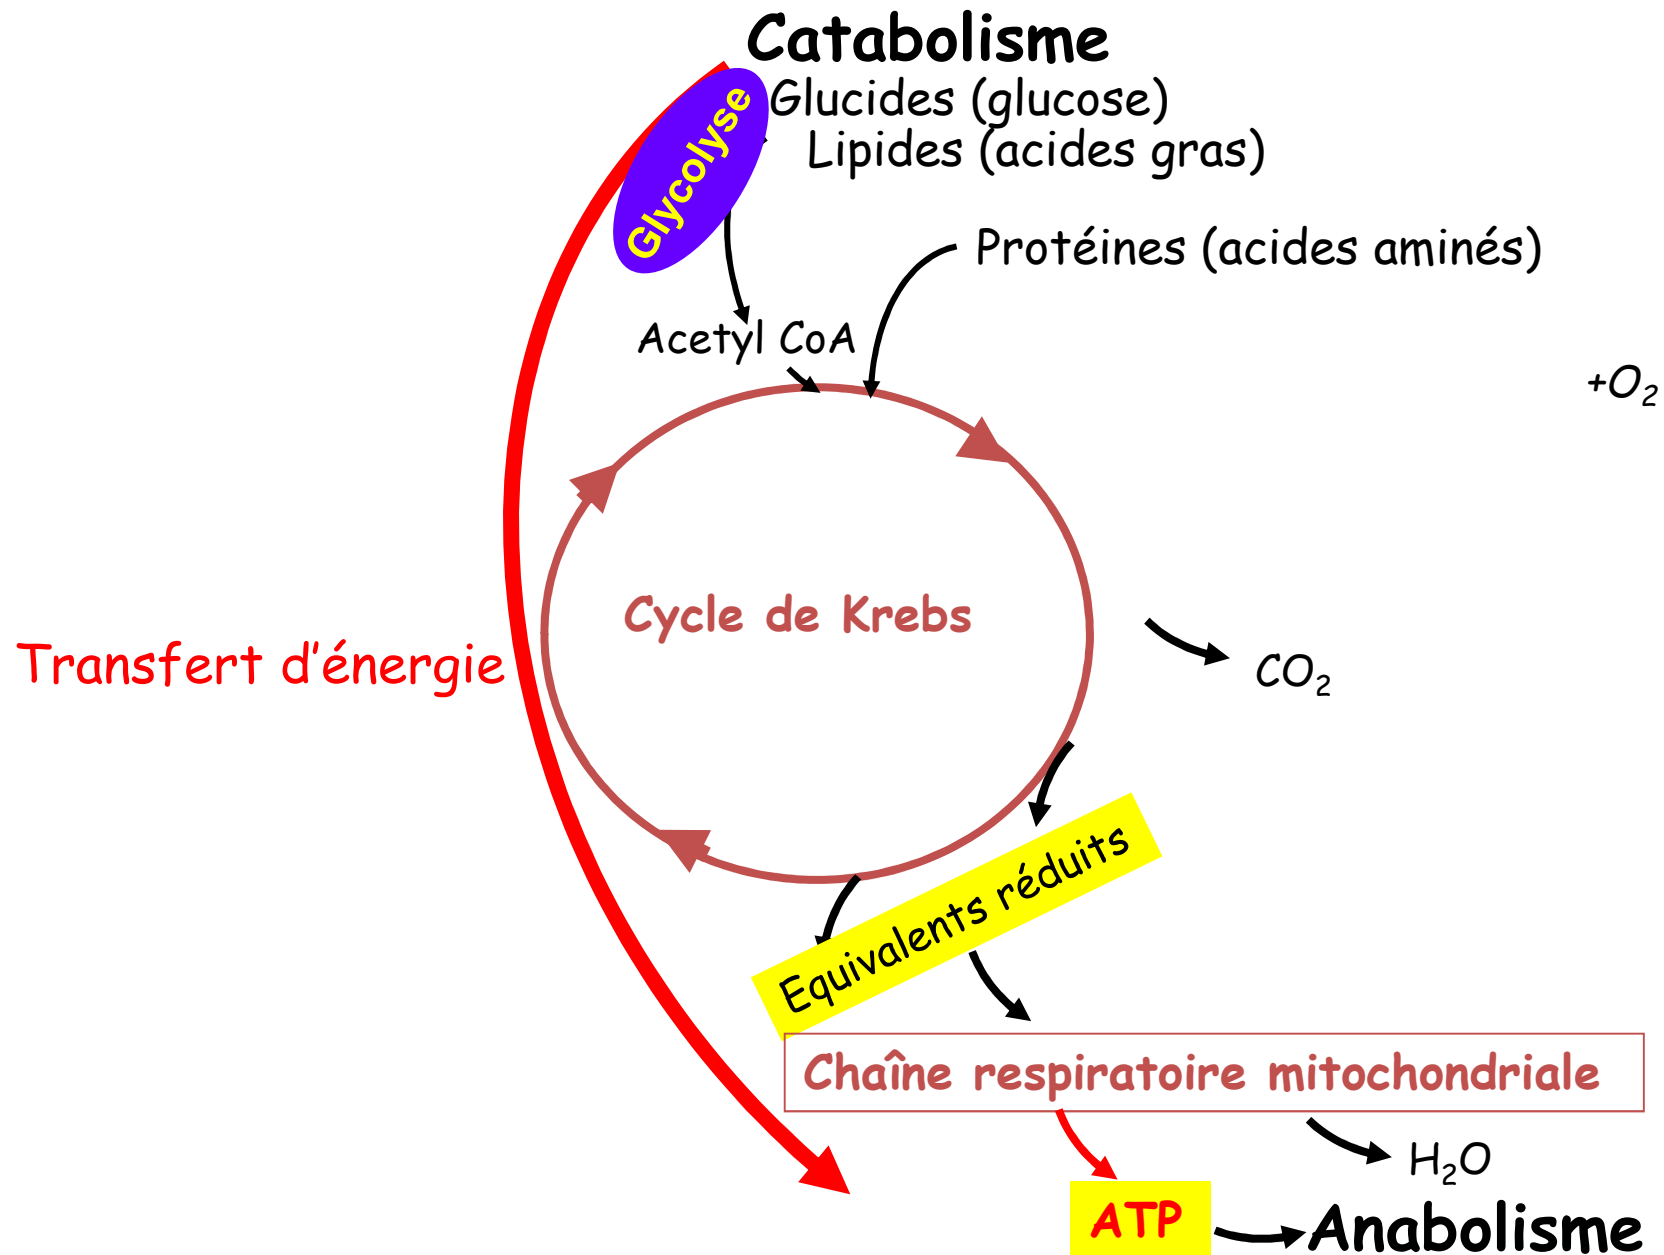 Catabolisme
Glycolyse
Glucides (glucose)
Lipides (acides gras)
Protéines (acides aminés)
Acetyl CoA
+O₂
Cycle de Krebs
Transfert d’énergie
CO₂
Equivalents réduits
Chaîne respiratoire mitochondriale
H₂O
ATP
Anabolisme